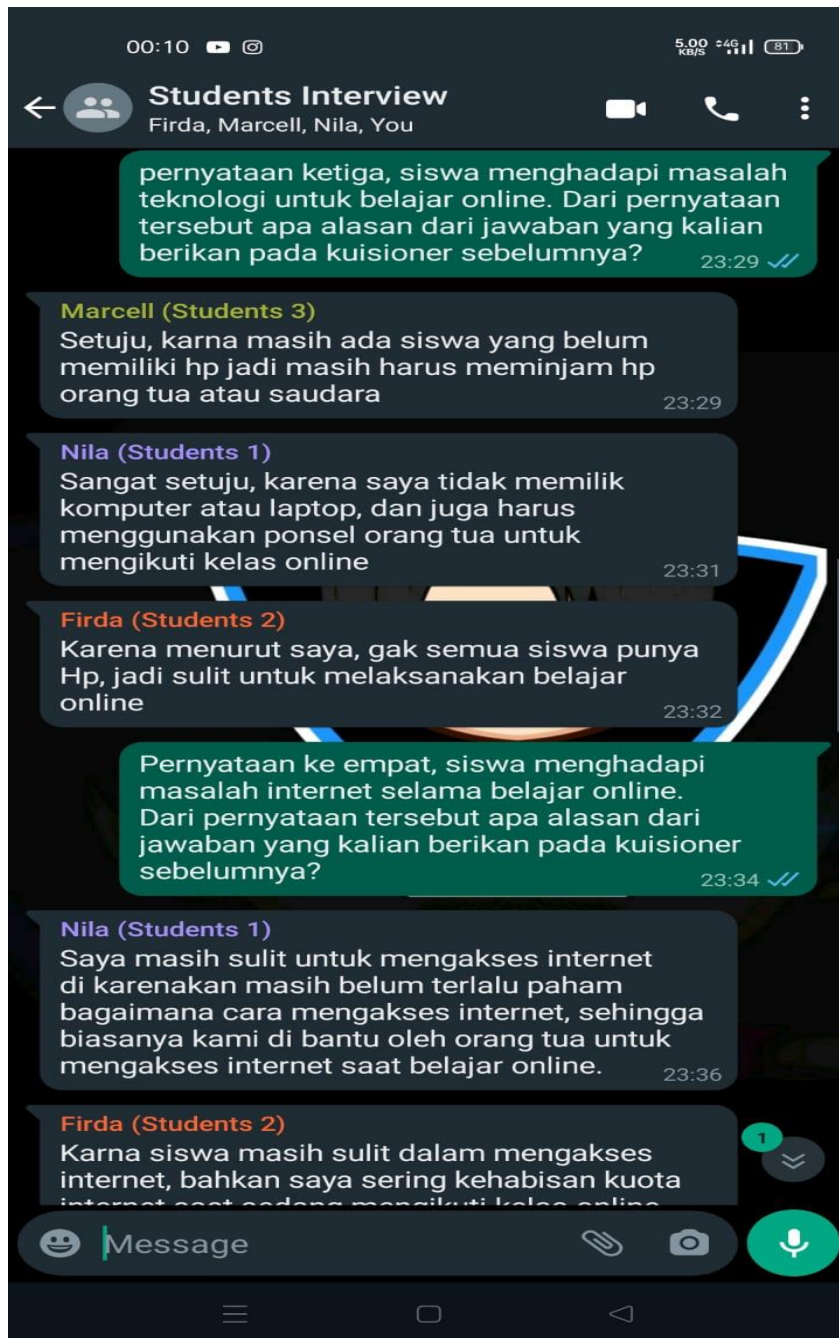 00:10
5.00 KB/S 4G 81
Students Interview
Firda, Marcell, Nila, You
pernyataan ketiga, siswa menghadapi masalah
teknologi untuk belajar online. Dari pernyataan
tersebut apa alasan dari jawaban yang kalian
berikan pada kuisioner sebelumnya?
23:29
Marcell (Students 3)
Setuju, karna masih ada siswa yang belum
memiliki hp jadi masih harus meminjam hp
orang tua atau saudara
23:29
Nila (Students 1)
Sangat setuju, karena saya tidak memilik
komputer atau laptop, dan juga harus
menggunakan ponsel orang tua untuk
mengikuti kelas online
23:31
Firda (Students 2)
Karena menurut saya, gak semua siswa punya
Hp, jadi sulit untuk melaksanakan belajar
online
23:32
Pernyataan ke empat, siswa menghadapi
masalah internet selama belajar online.
Dari pernyataan tersebut apa alasan dari
jawaban yang kalian berikan pada kuisioner
sebelumnya?
23:34
Nila (Students 1)
Saya masih sulit untuk mengakses internet
di karenakan masih belum terlalu paham
bagaimana cara mengakses internet, sehingga
biasanya kami di bantu oleh orang tua untuk
mengakses internet saat belajar online.
23:36
Firda (Students 2)
Karna siswa masih sulit dalam mengakses
internet, bahkan saya sering kehabisan kuota
internet saat sedang mengikuti kelas online
1
Message